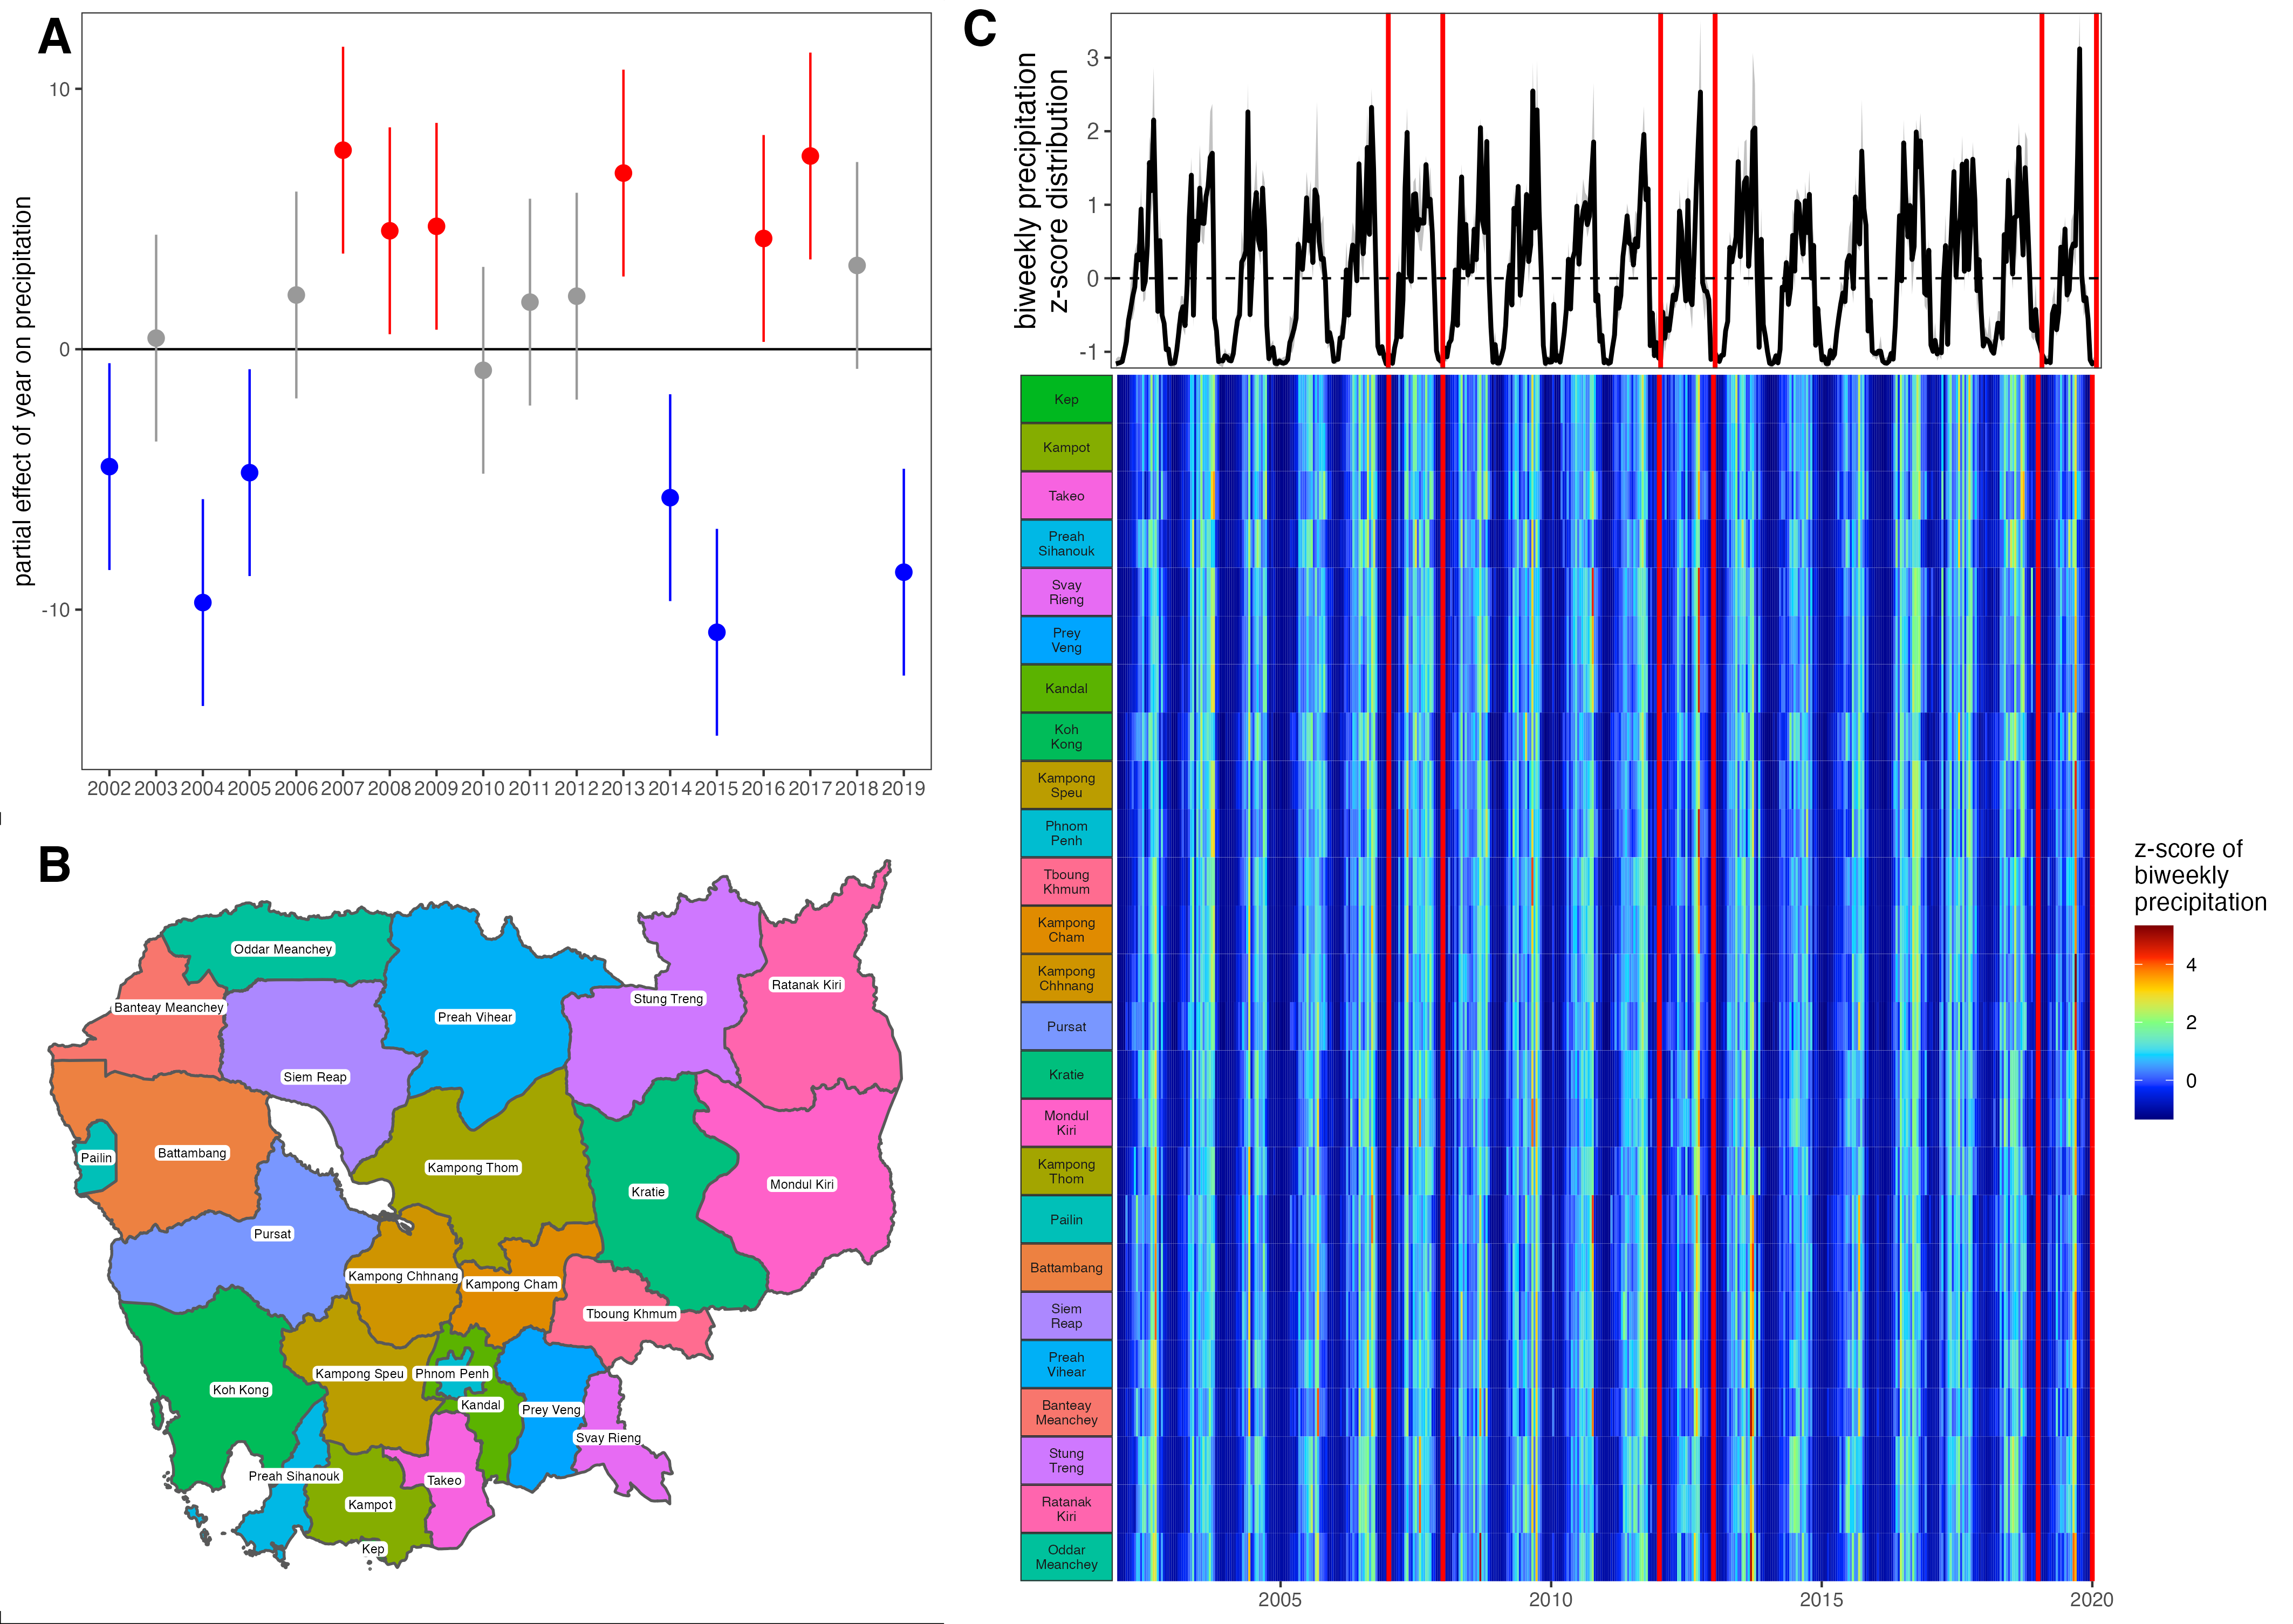 A
partial effect of year on precipitation
10
0
-10
2002 2003 2004 2005 2006 2007 2008 2009 2010 2011 2012 2013 2014 2015 2016 2017 2018 2019
B
Oddar Meanchey
Banteay Meanchey
Siem Reap
Preah Vihear
Stung Treng
Ratanak Kiri
Pailin
Battambang
Kampong Thom
Kratie
Mondul Kiri
Pursat
Kampong Chhnang
Kampong Cham
Tboung Khmum
Koh Kong
Kampong Speu
Phnom Penh
Kandal
Prey Veng
Svay Rieng
Preah Sihanouk
Takeo
Kampot
Kep
C
biweekly precipitation
z-score distribution
3
2
1
0
-1
Kep
Kampot
Takeo
Preah
Sihanouk
Svay
Rieng
Prey
Veng
Kandal
Koh
Kong
Kampong
Speu
Phnom
Penh
Tboung
Khmum
Kampong
Cham
Kampong
Chhnang
Pursat
Kratie
Mondul
Kiri
Kampong
Thom
Pailin
Battambang
Siem
Reap
Preah
Vihear
Banteay
Meanchey
Stung
Treng
Ratanak
Kiri
Oddar
Meanchey
2005 2010 2015 2020
z-score of
biweekly
precipitation
4
2
0